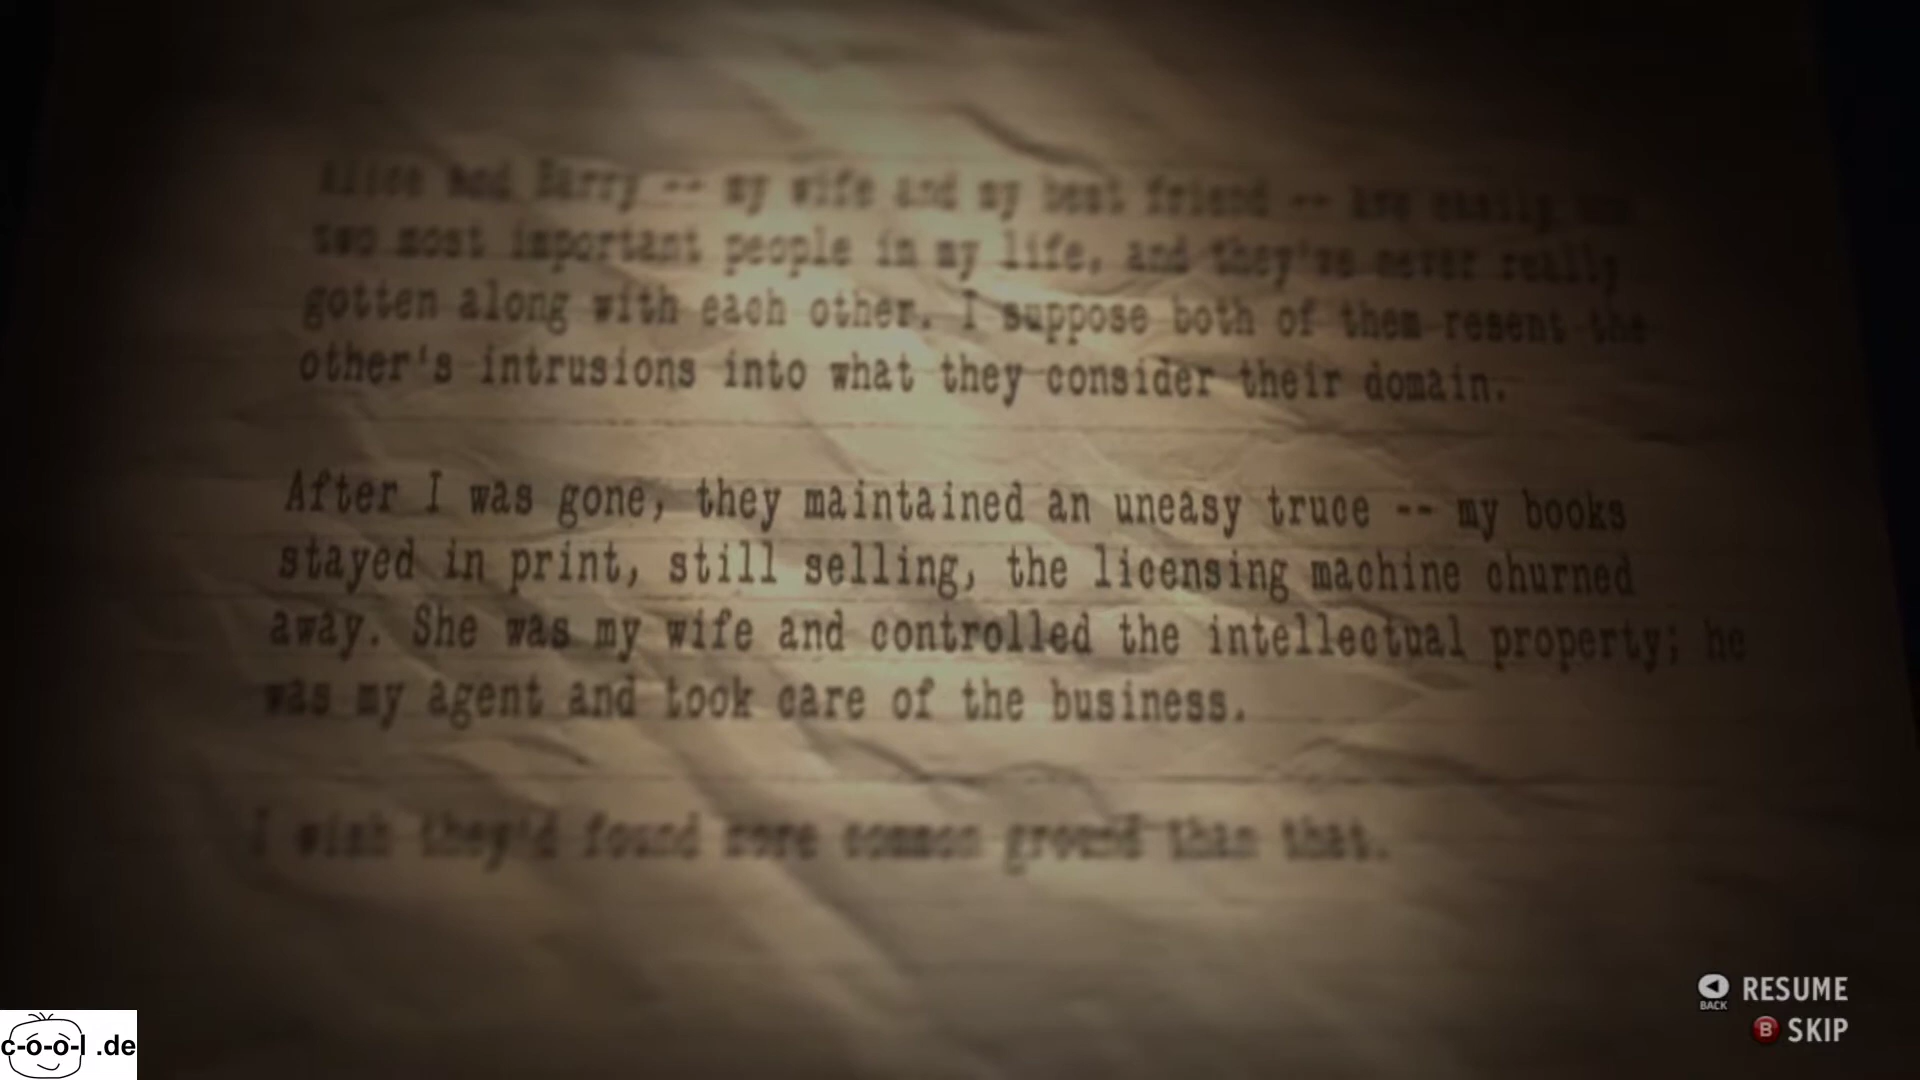 Alice and Barry -- my wife and my best friend -- are easily the
two most important people in my life, and they've never really
gotten along with each other. I suppose both of them resent the
other's intrusions into what they consider their domain.
After I was gone, they maintained an uneasy truce -- my books
stayed in print, still selling, the licensing machine churned
away. She was my wife and controlled the intellectual property; he
was my agent and took care of the business.
I wish they'd found more common ground than that.
BACK RESUME
B SKIP
c-o-o-l .de